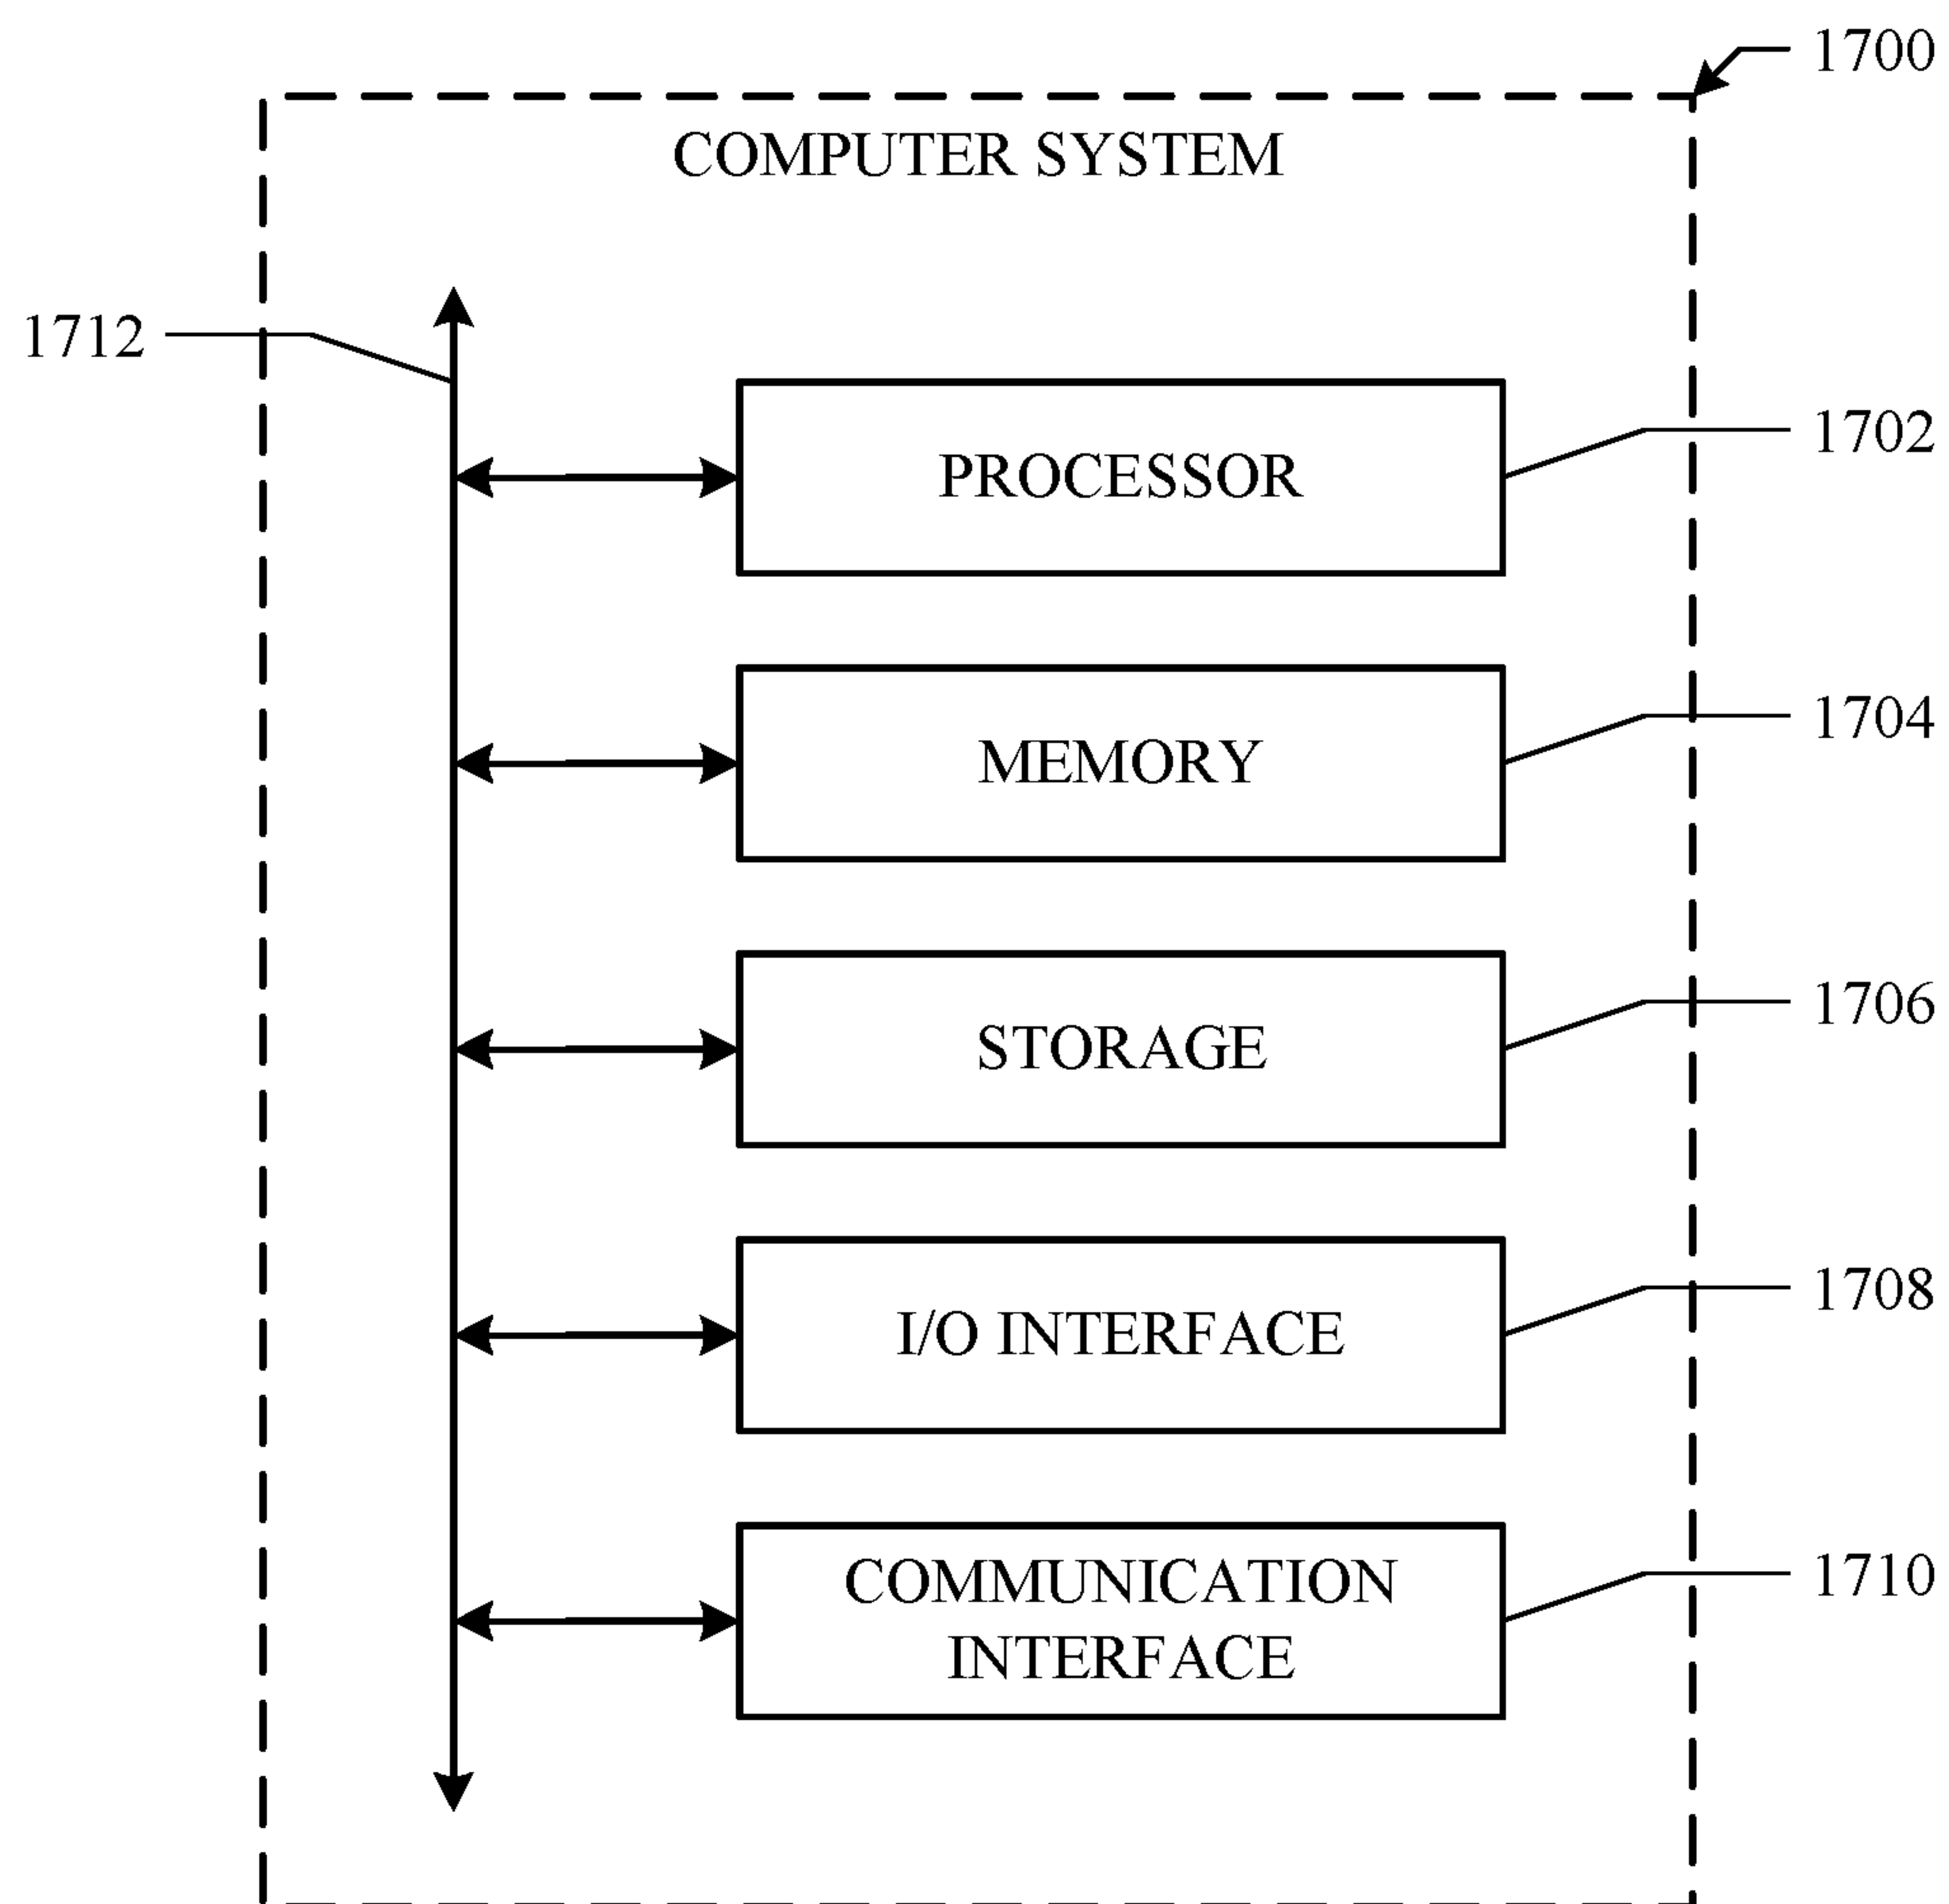 1700
COMPUTER SYSTEM
1712
1702
PROCESSOR
1704
MEMORY
1706
STORAGE
1708
I/O INTERFACE
1710
COMMUNICATION
INTERFACE